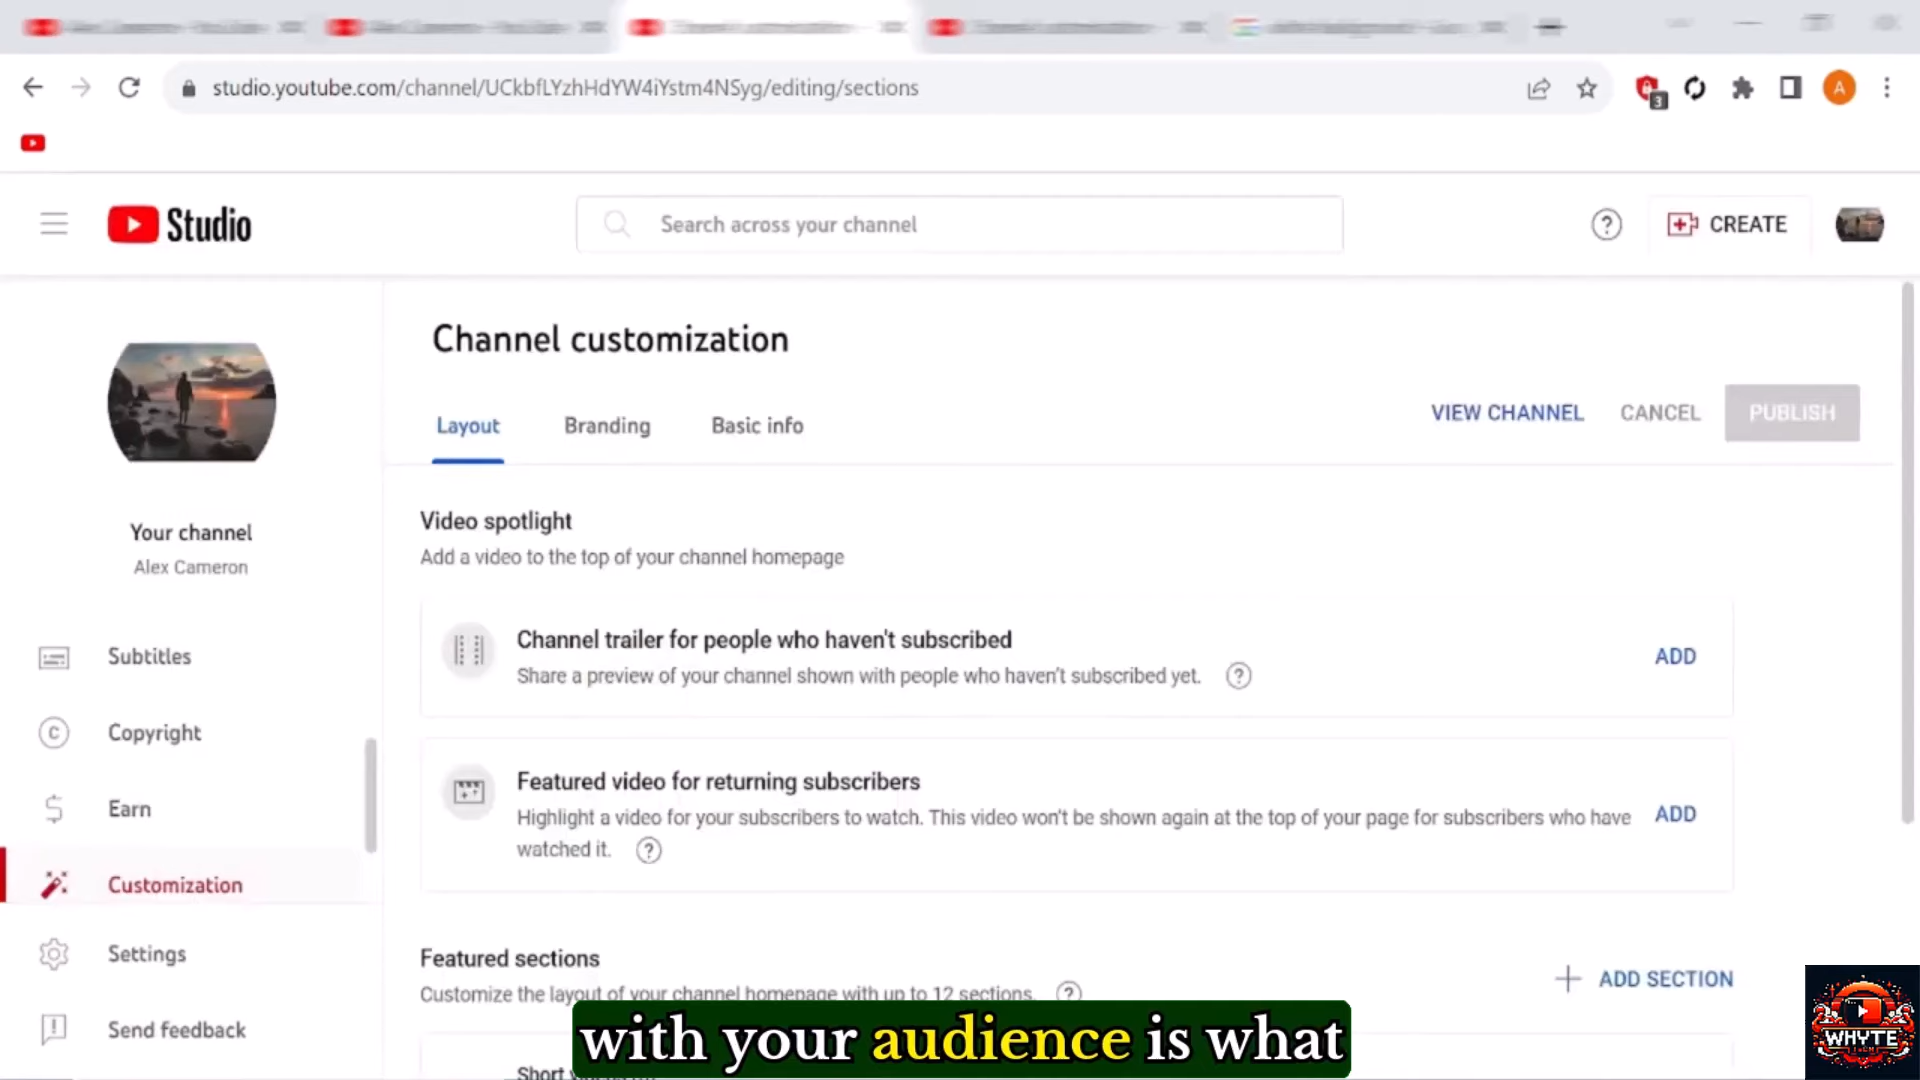 studio.youtube.com/channel/UCkbfLYzhHdYW4iYstm4NSyg/editing/sections
3
A
Studio
Search across your channel
CREATE
Channel customization
Layout
Branding
Basic info
VIEW CHANNEL
CANCEL
PUBLISH
Your channel
Alex Cameron
Video spotlight
Add a video to the top of your channel homepage
Channel trailer for people who haven't subscribed
Share a preview of your channel shown with people who haven't subscribed yet.
ADD
Featured video for returning subscribers
Highlight a video for your subscribers to watch. This video won't be shown again at the top of your page for subscribers who have
watched it.
ADD
Subtitles
Copyright
Earn
Customization
Settings
Send feedback
Featured sections
Customize the layout of your channel homepage with up to 12 sections.
ADD SECTION
Short
with your audience is what
WHYTE